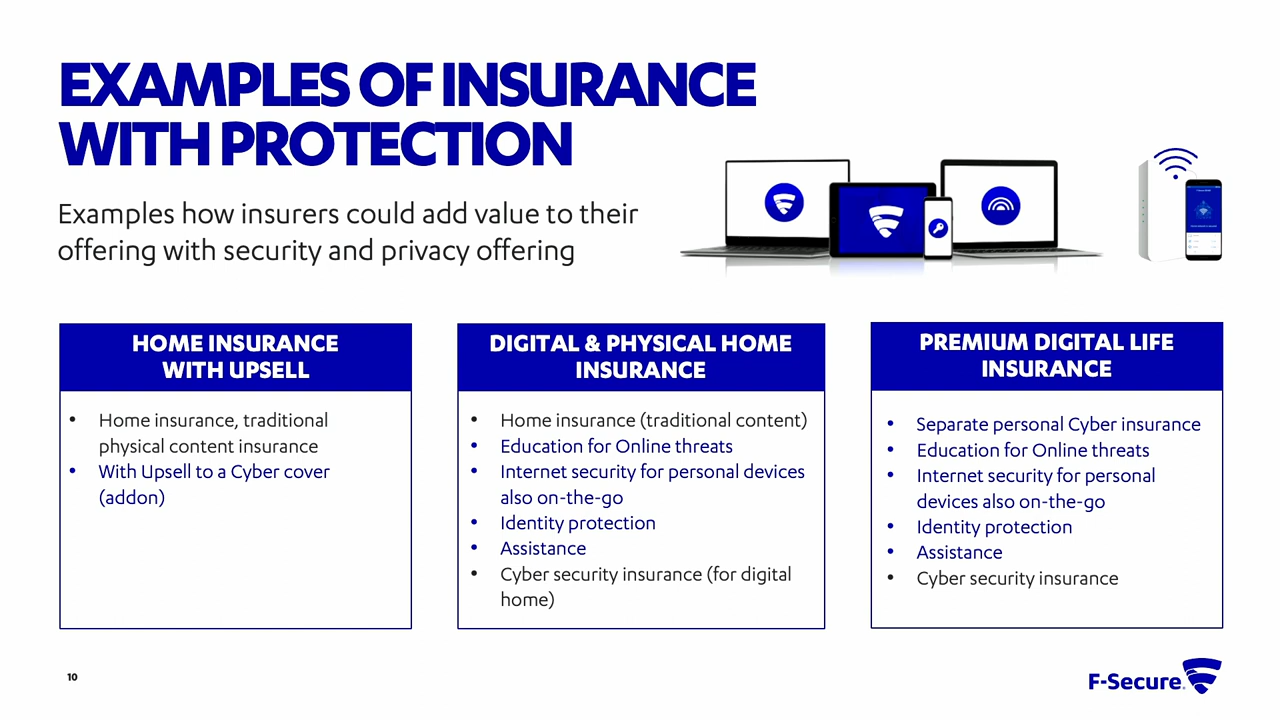 EXAMPLES OF INSURANCE
WITH PROTECTION
Examples how insurers could add value to their
offering with security and privacy offering
HOME INSURANCE
WITH UPSELL
• Home insurance, traditional
physical content insurance
• With Upsell to a Cyber cover
(addon)
DIGITAL & PHYSICAL HOME
INSURANCE
• Home insurance (traditional content)
• Education for Online threats
• Internet security for personal devices
also on-the-go
• Identity protection
• Assistance
• Cyber security insurance (for digital
home)
PREMIUM DIGITAL LIFE
INSURANCE
• Separate personal Cyber insurance
• Education for Online threats
• Internet security for personal
devices also on-the-go
• Identity protection
• Assistance
• Cyber security insurance
10
F-Secure.